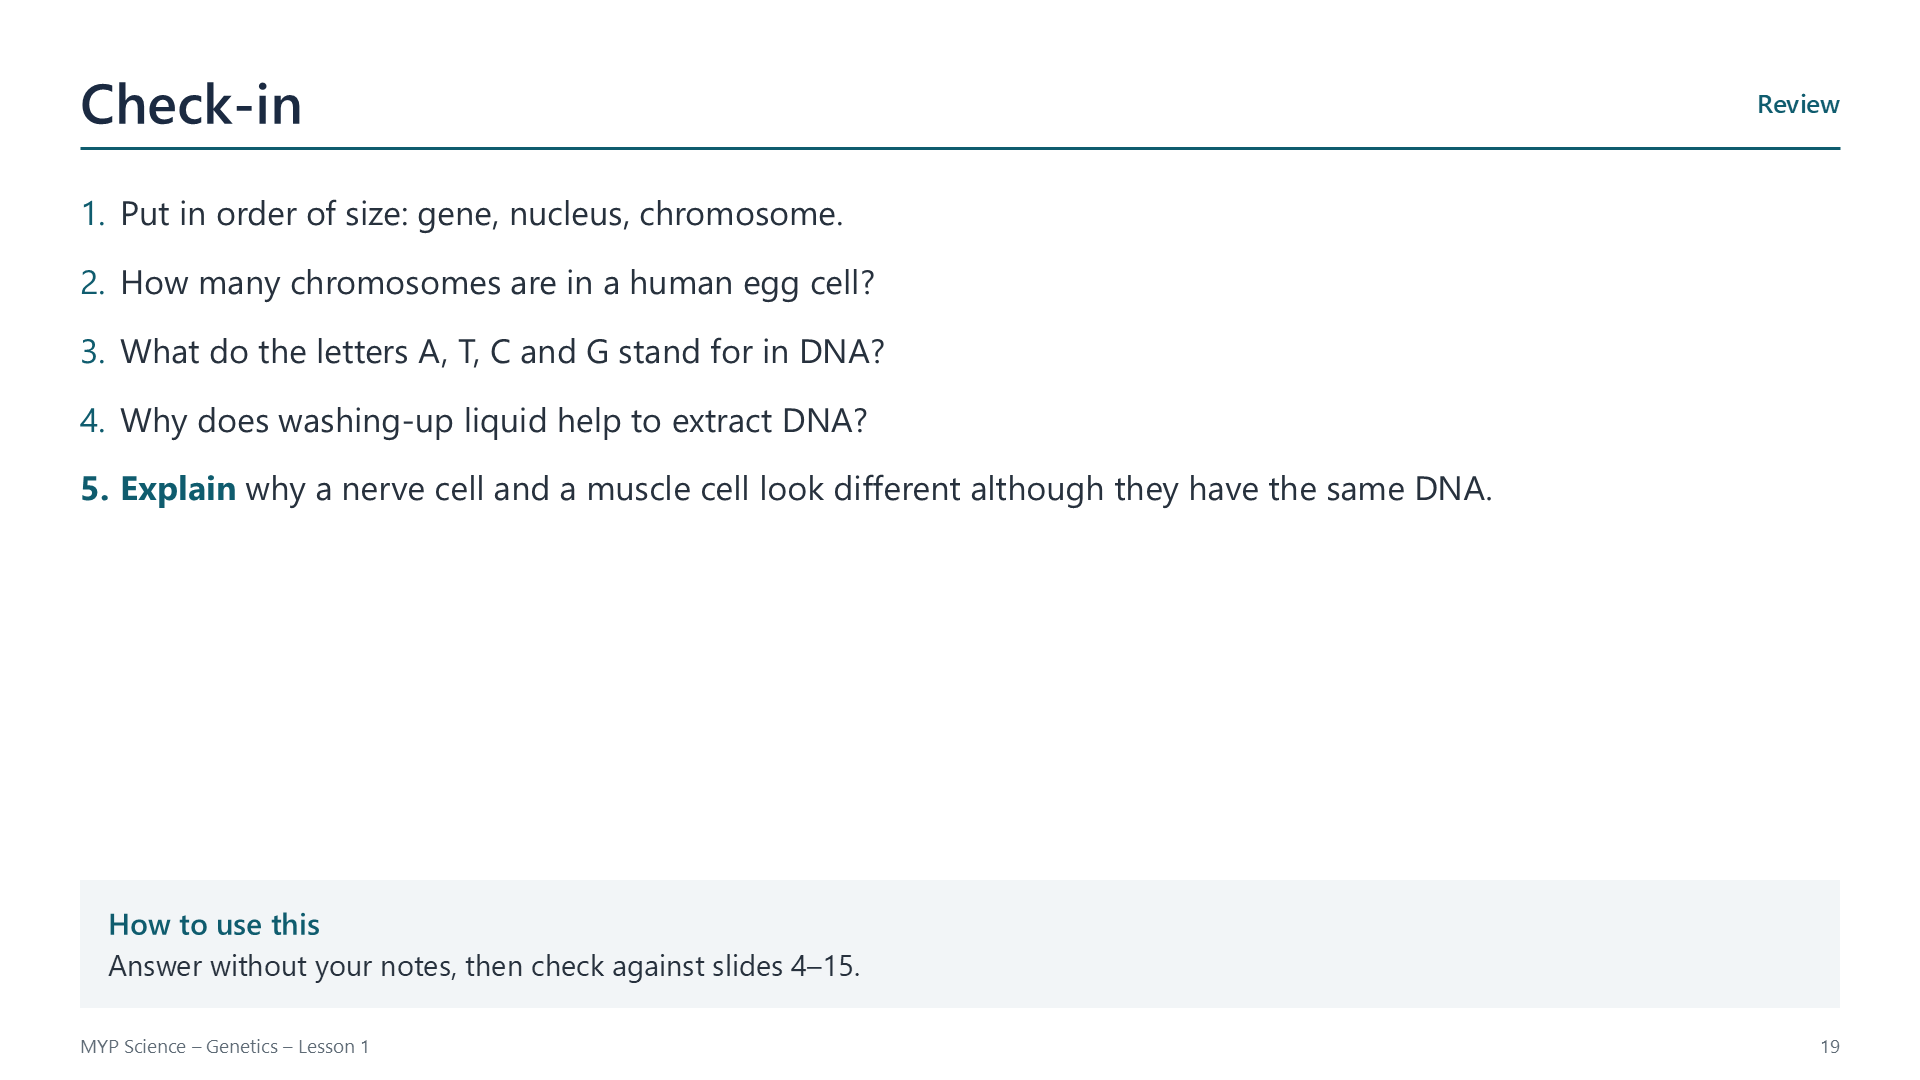 Check-in
Review
1. Put in order of size: gene, nucleus, chromosome.
2. How many chromosomes are in a human egg cell?
3. What do the letters A, T, C and G stand for in DNA?
4. Why does washing-up liquid help to extract DNA?
5. Explain why a nerve cell and a muscle cell look different although they have the same DNA.
How to use this
Answer without your notes, then check against slides 4–15.
MYP Science – Genetics – Lesson 1
19